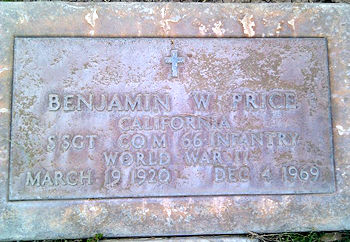 BENJAMIN W PRICE
CALIFORNIA
S SGT CO M 66 INFANTRY
WORLD WAR II
MARCH 19 1920 DEC 4 1969